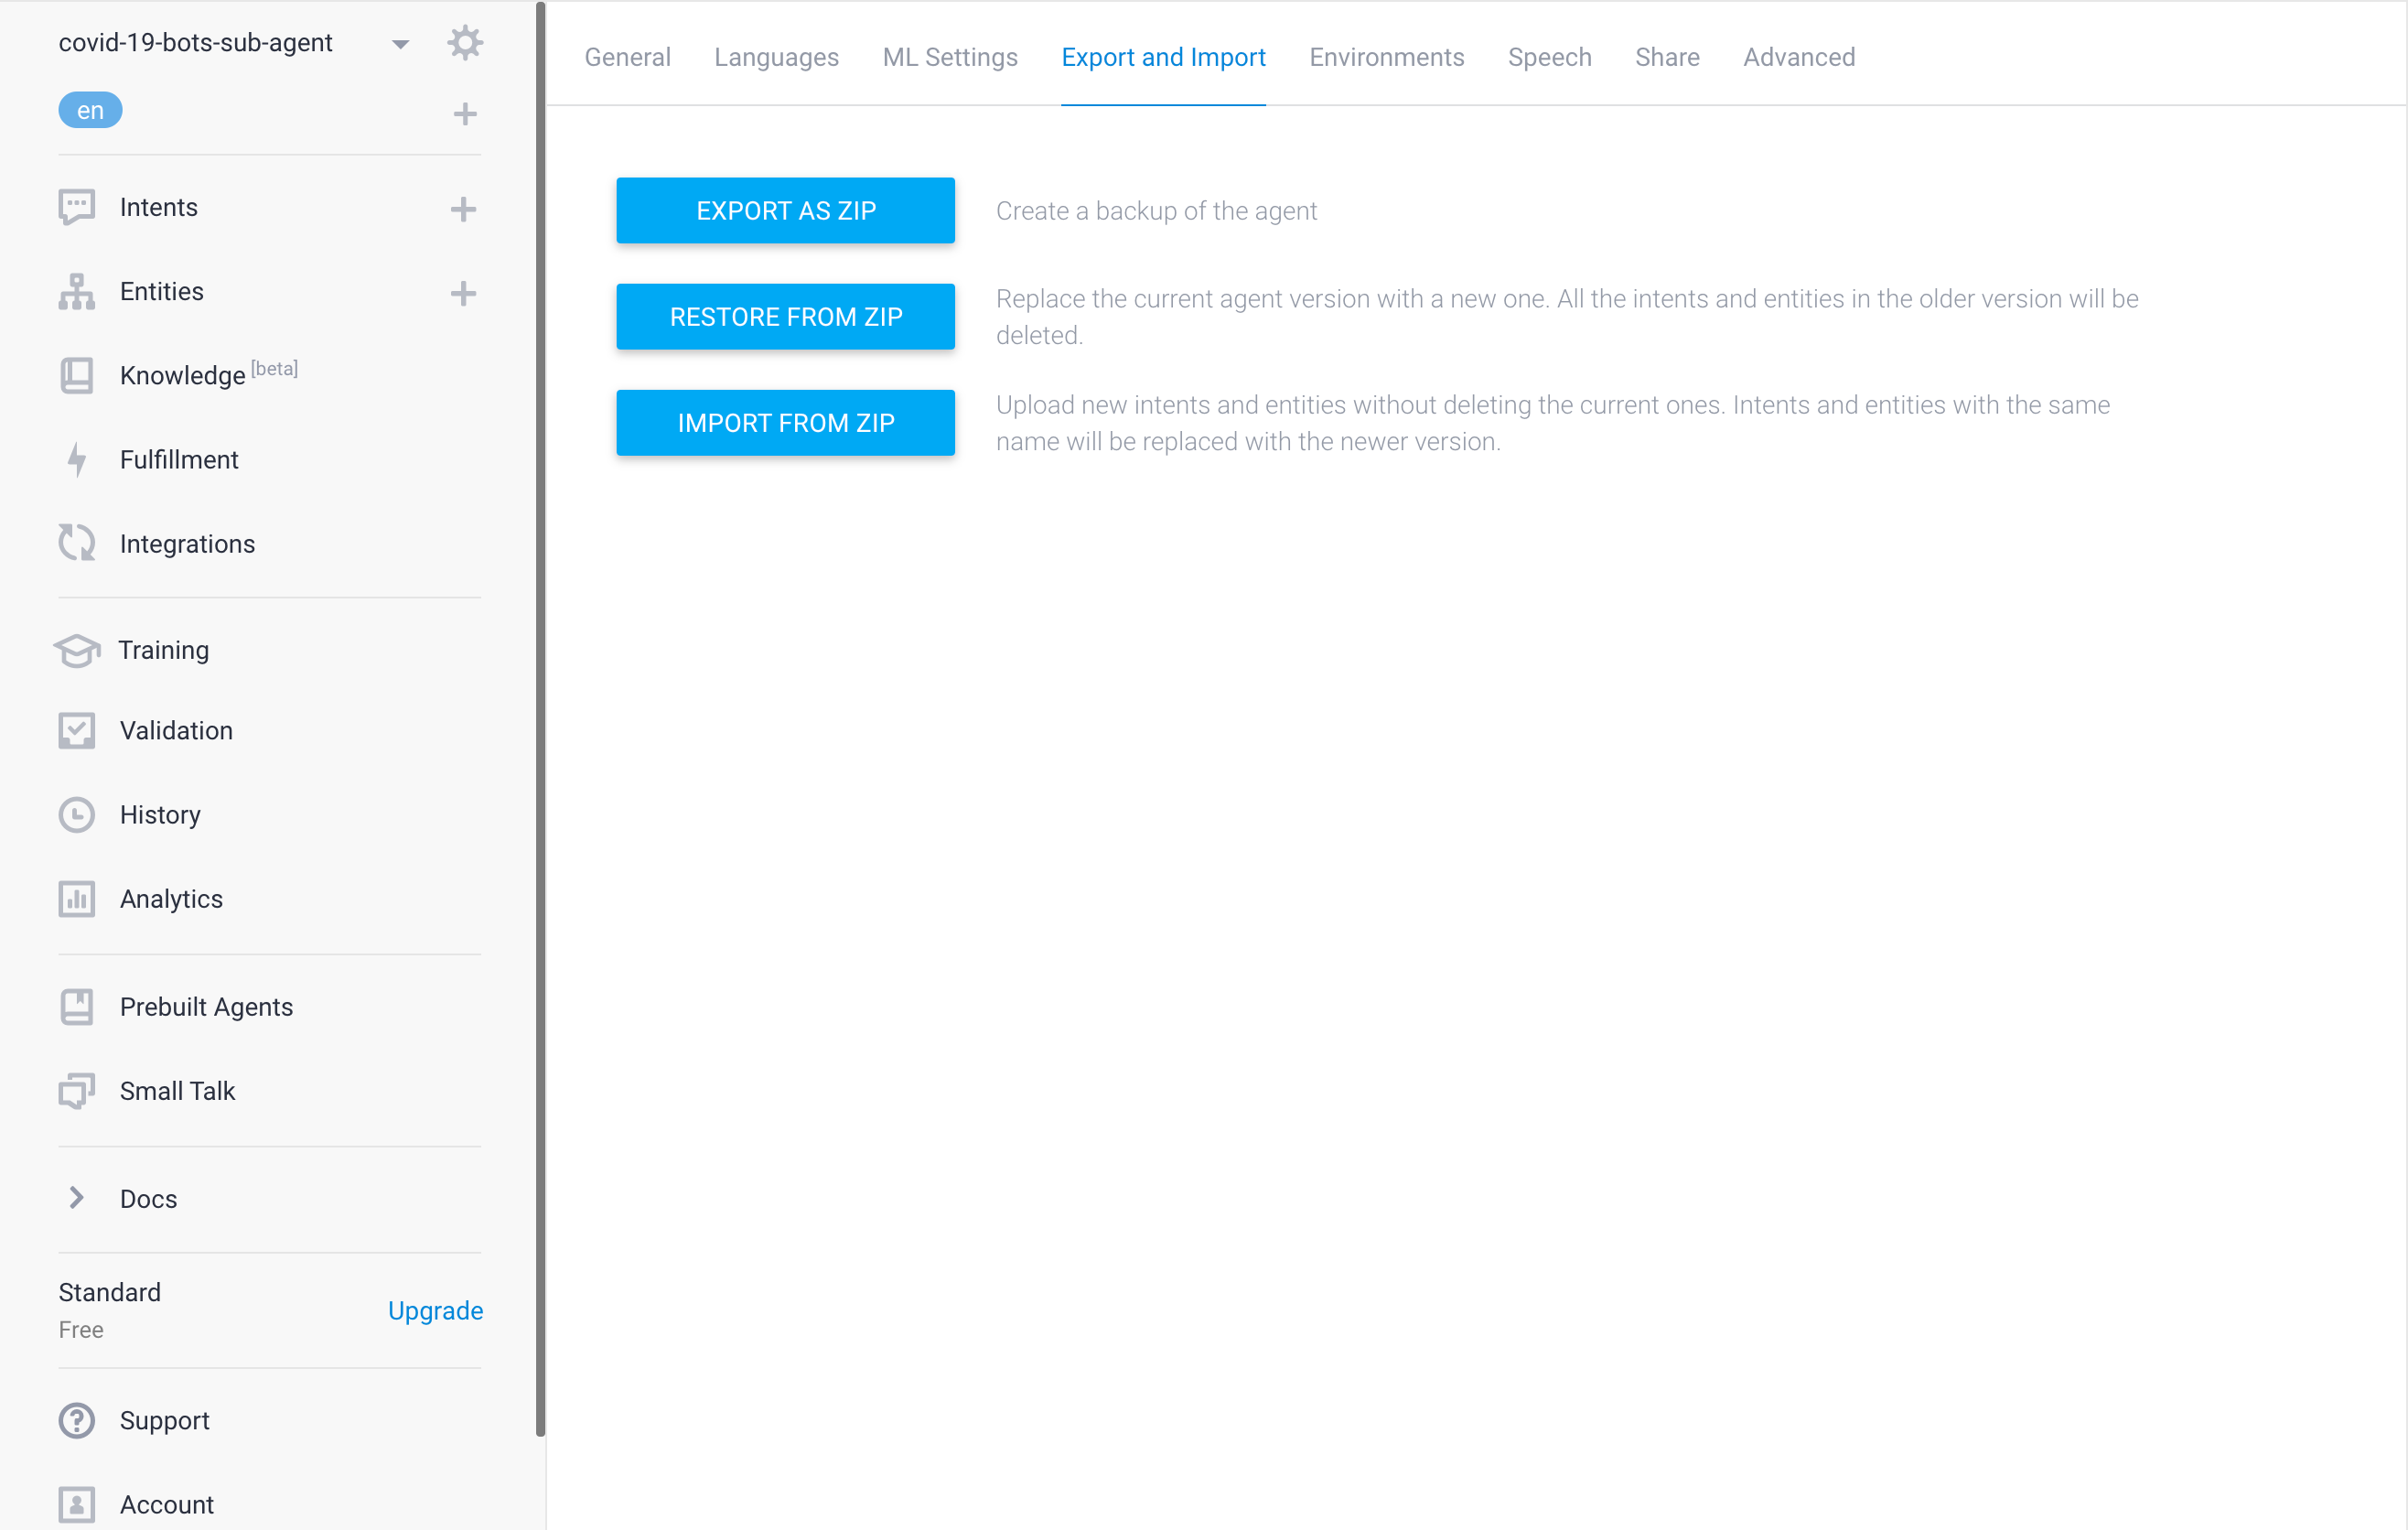 covid-19-bots-sub-agent
en
Intents
Entities
Knowledge [beta]
Fulfillment
Integrations
Training
Validation
History
Analytics
Prebuilt Agents
Small Talk
Docs
Standard
Free
Upgrade
Support
Account
General Languages ML Settings Export and Import Environments Speech Share Advanced
EXPORT AS ZIP
Create a backup of the agent
RESTORE FROM ZIP
Replace the current agent version with a new one. All the intents and entities in the older version will be
deleted.
IMPORT FROM ZIP
Upload new intents and entities without deleting the current ones. Intents and entities with the same
name will be replaced with the newer version.